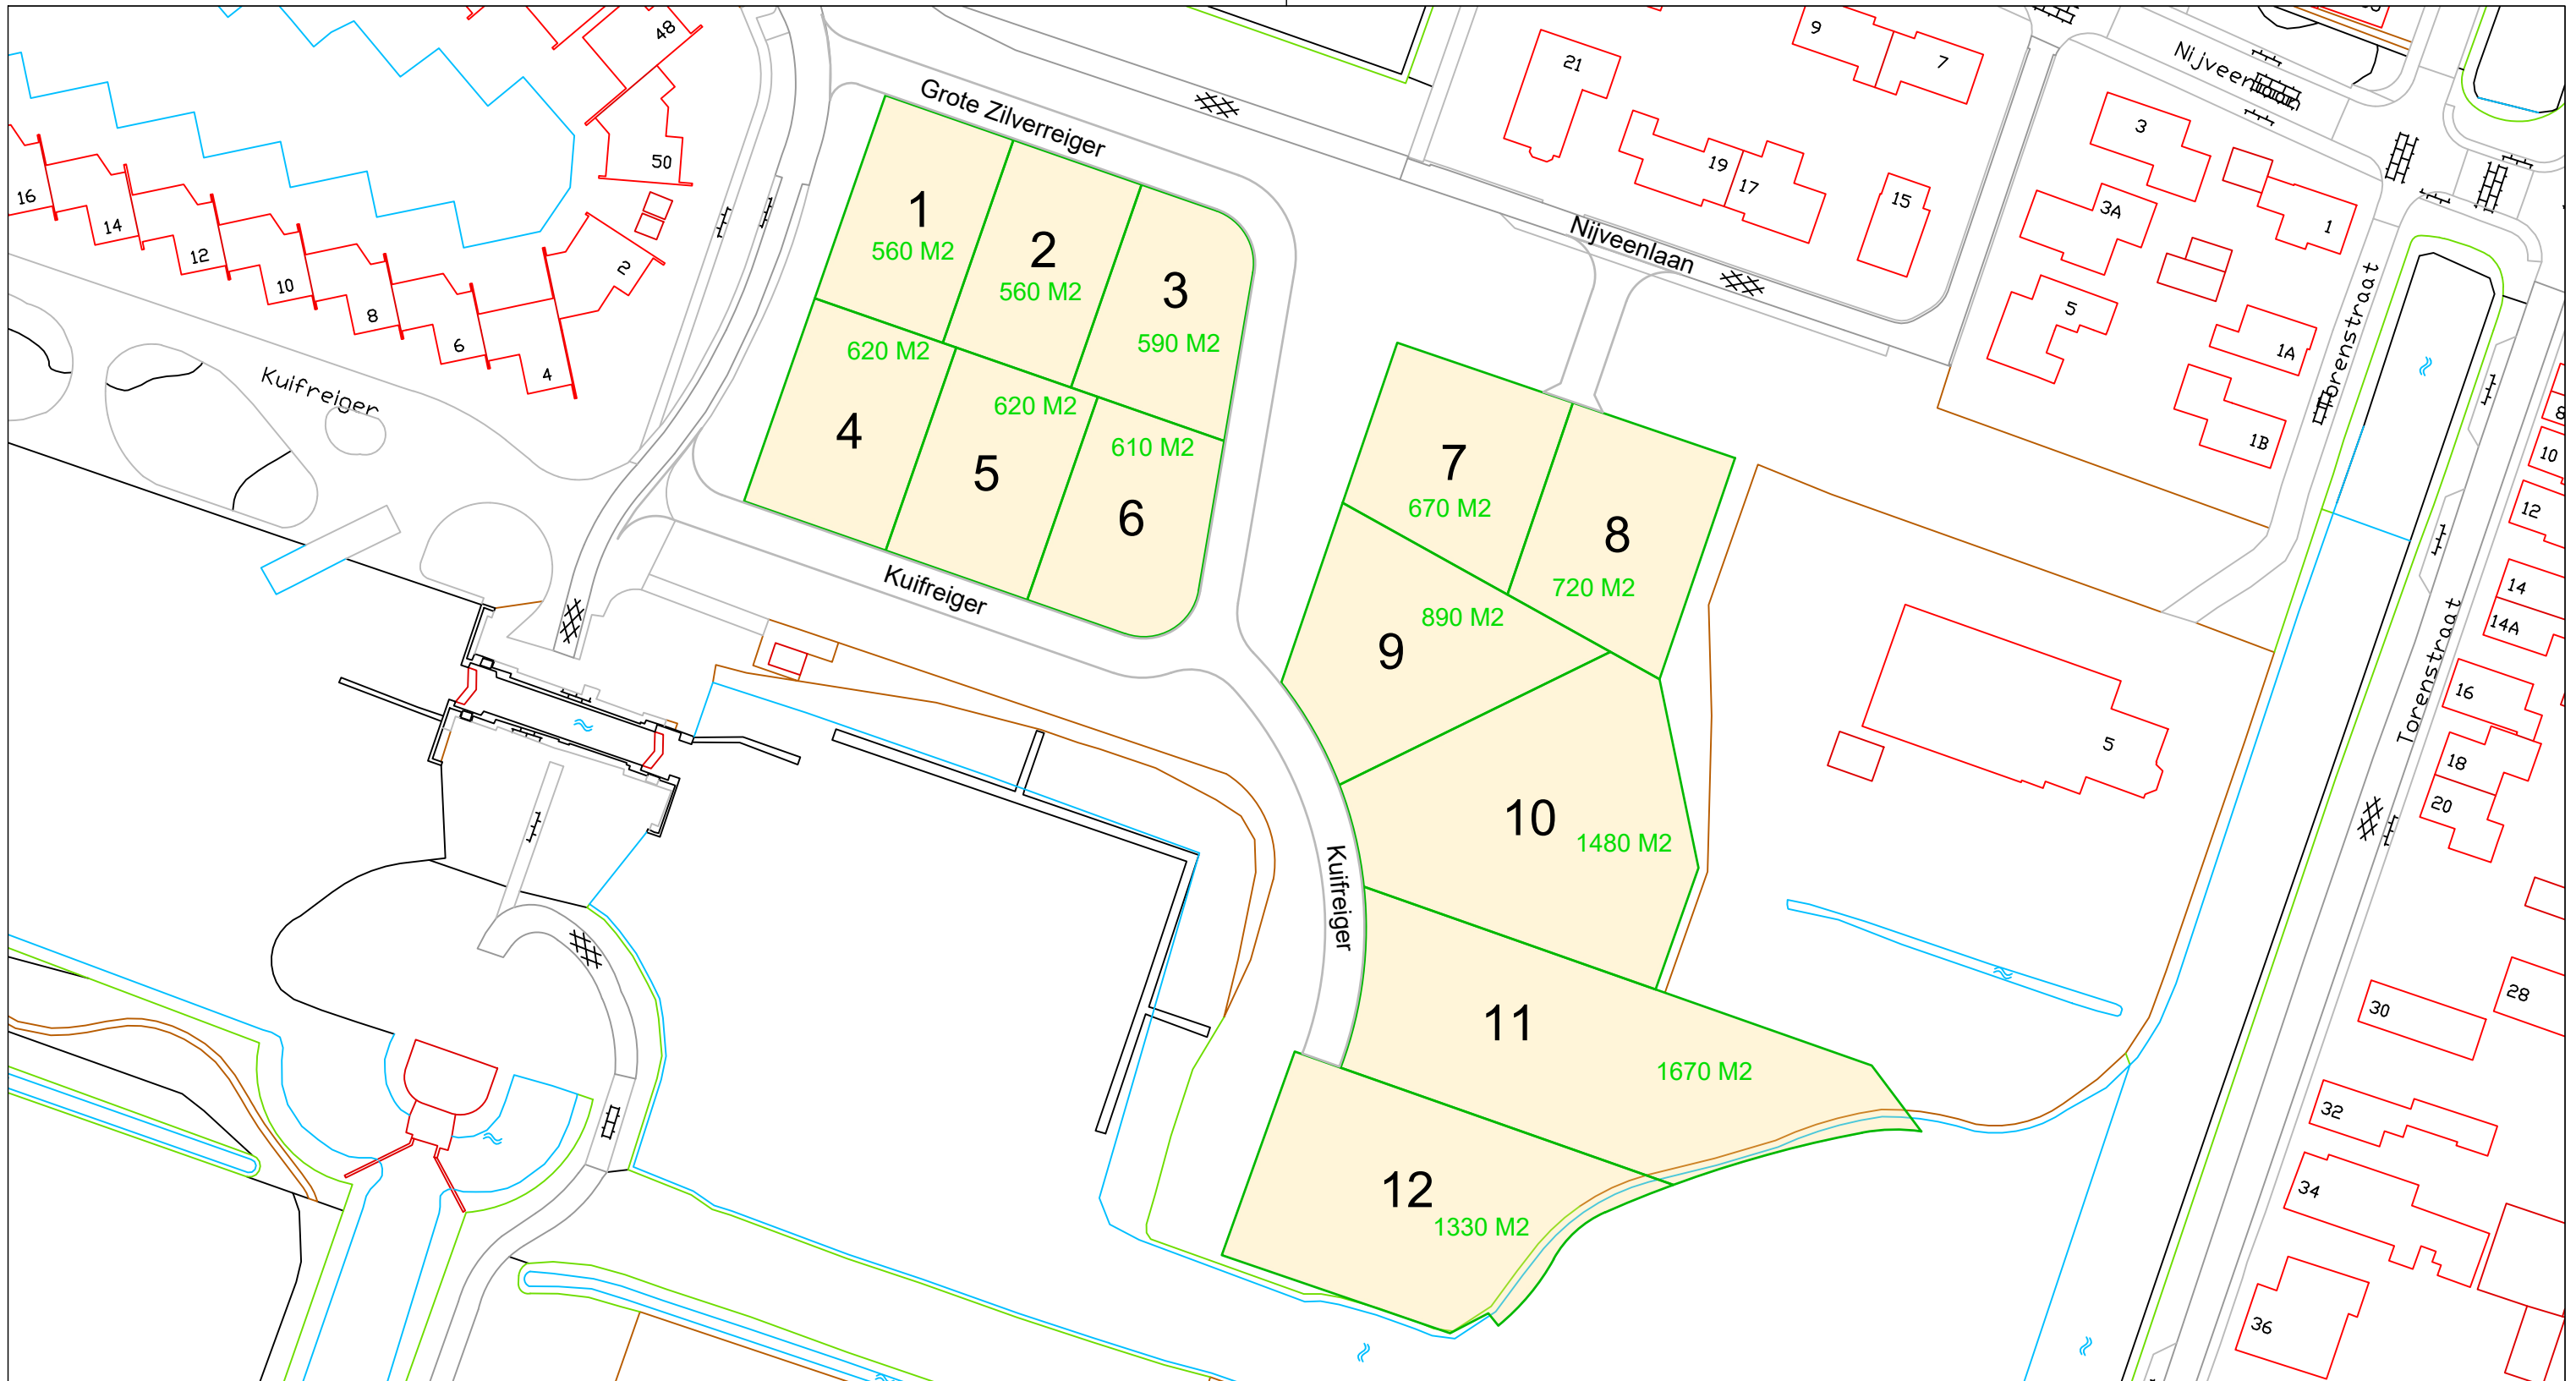 48
50
16
14
12
10
8
6
4
2
Kuifreiger
Grote Zilverreiger
1
560 M2
2
560 M2
3
590 M2
4
620 M2
5
620 M2
6
610 M2
Kuifreiger
21
9
7
19
17
15
Nijveenlaan
Nijveenlaan
3
1
3A
5
1A
1B
Torenstraat
7
670 M2
8
720 M2
9
890 M2
10
1480 M2
Kuifreiger
11
1670 M2
12
1330 M2
5
Torenstraat
8
10
12
14
14A
16
18
20
28
30
32
34
36